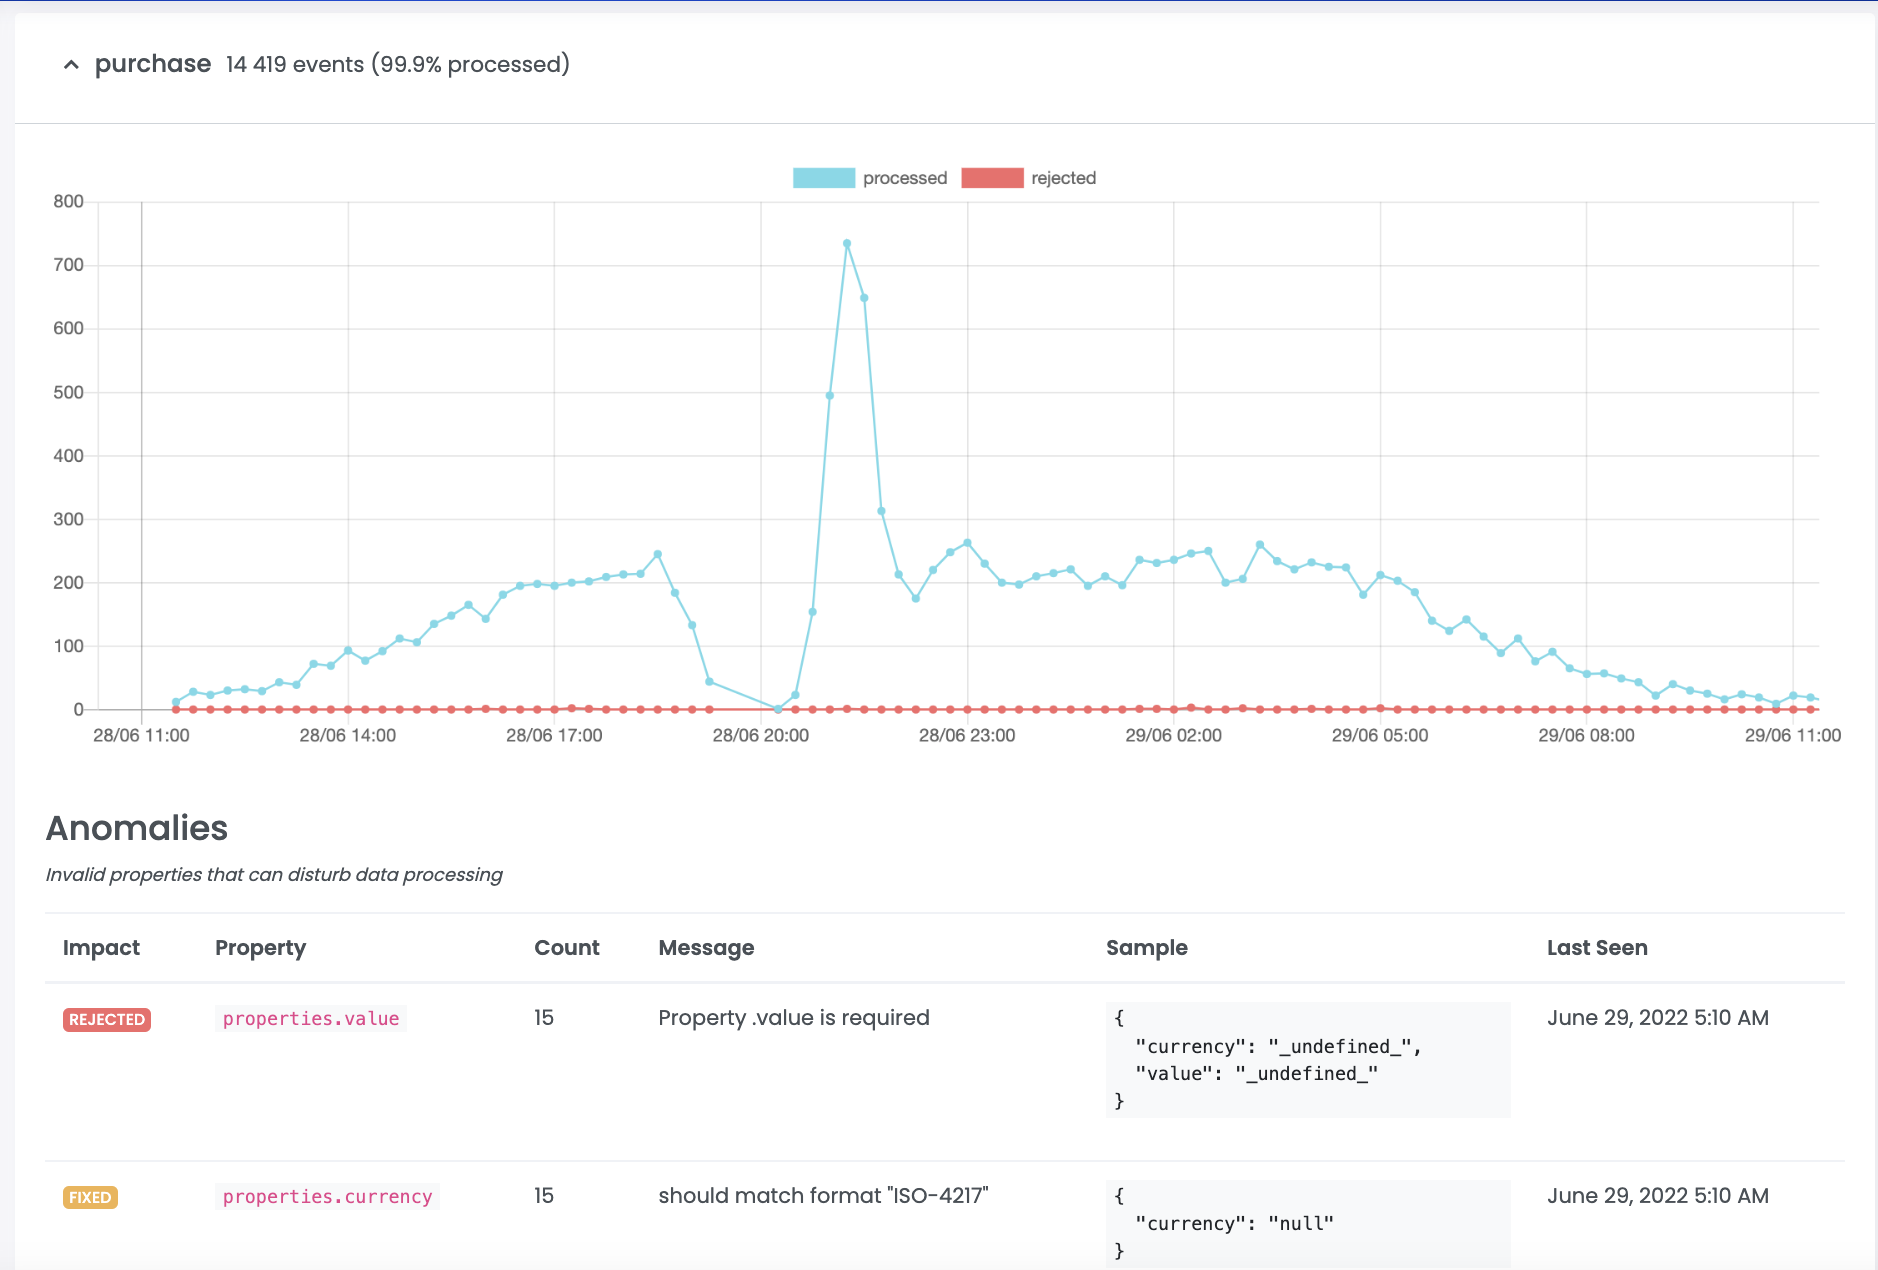 purchase 14 419 events (99.9% processed)
processed rejected
800
700
600
500
400
300
200
100
0
28/06 11:00 28/06 14:00 28/06 17:00 28/06 20:00 28/06 23:00 29/06 02:00 29/06 05:00 29/06 08:00 29/06 11:00
Anomalies
Invalid properties that can disturb data processing
Impact Property Count Message Sample Last Seen
REJECTED properties.value 15 Property .value is required { June 29, 2022 5:10 AM
"currency": "_undefined_",
"value": "_undefined_"
}
FIXED properties.currency 15 should match format "ISO-4217" { June 29, 2022 5:10 AM
"currency": "null"
}